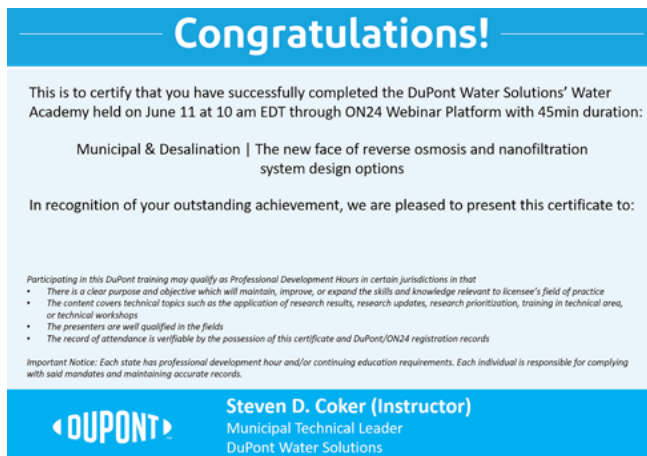 Congratulations!
This is to certify that you have successfully completed the DuPont Water Solutions’ Water
Academy held on June 11 at 10 am EDT through ON24 Webinar Platform with 45min duration:
Municipal & Desalination | The new face of reverse osmosis and nanofiltration
system design options
In recognition of your outstanding achievement, we are pleased to present this certificate to:
Participating in this DuPont training may qualify as Professional Development Hours in certain jurisdictions in that
• There is a clear purpose and objective which will maintain, improve, or expand the skills and knowledge relevant to licensee’s field of practice
• The content covers technical topics such as the application of research results, research updates, research prioritization, training in technical area,
or technical workshops
• The presenters are well qualified in the fields
• The record of attendance is verifiable by the possession of this certificate and DuPont/ON24 registration records
Important Notice: Each state has professional development hour and/or continuing education requirements. Each individual is responsible for complying
with said mandates and maintaining accurate records.
DUPONT™
Steven D. Coker (Instructor)
Municipal Technical Leader
DuPont Water Solutions